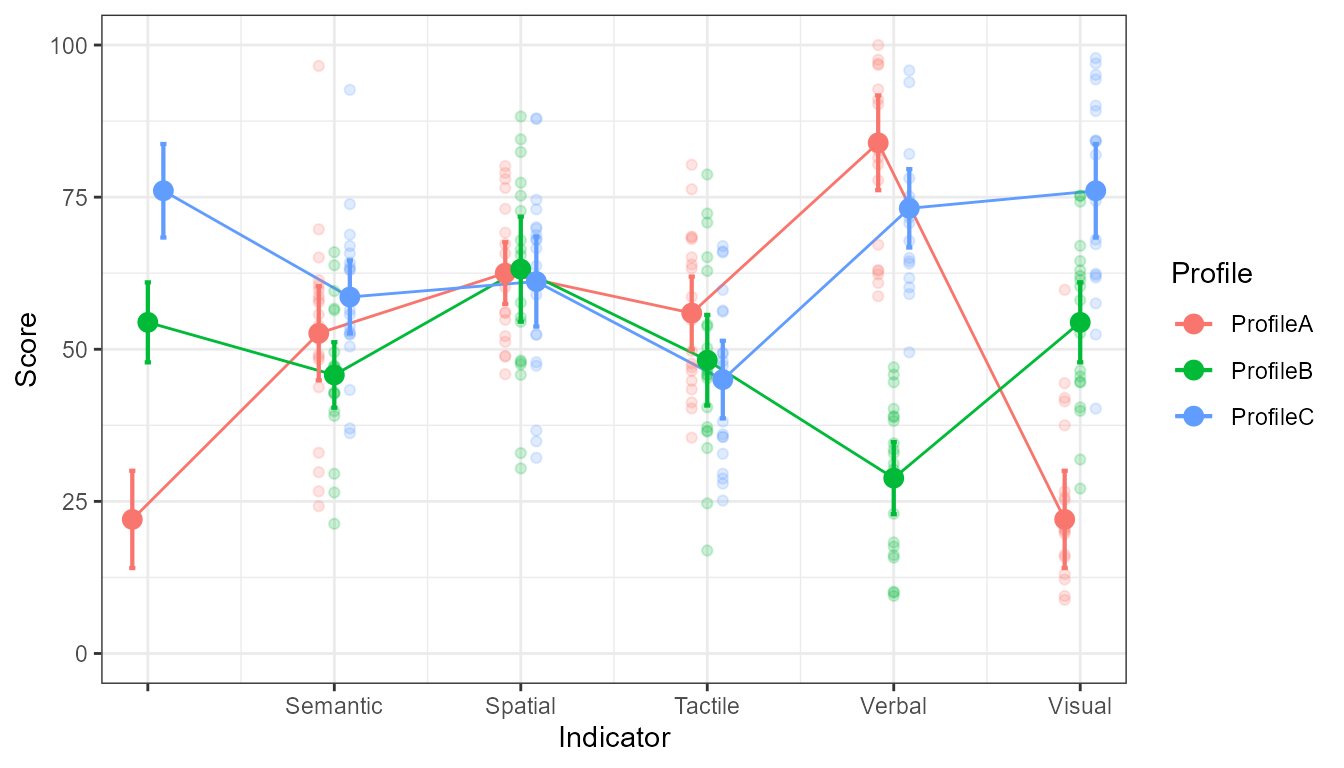 100
75
50
25
0
Score
Semantic Spatial Tactile Verbal Visual
Indicator
Profile
ProfileA
ProfileB
ProfileC